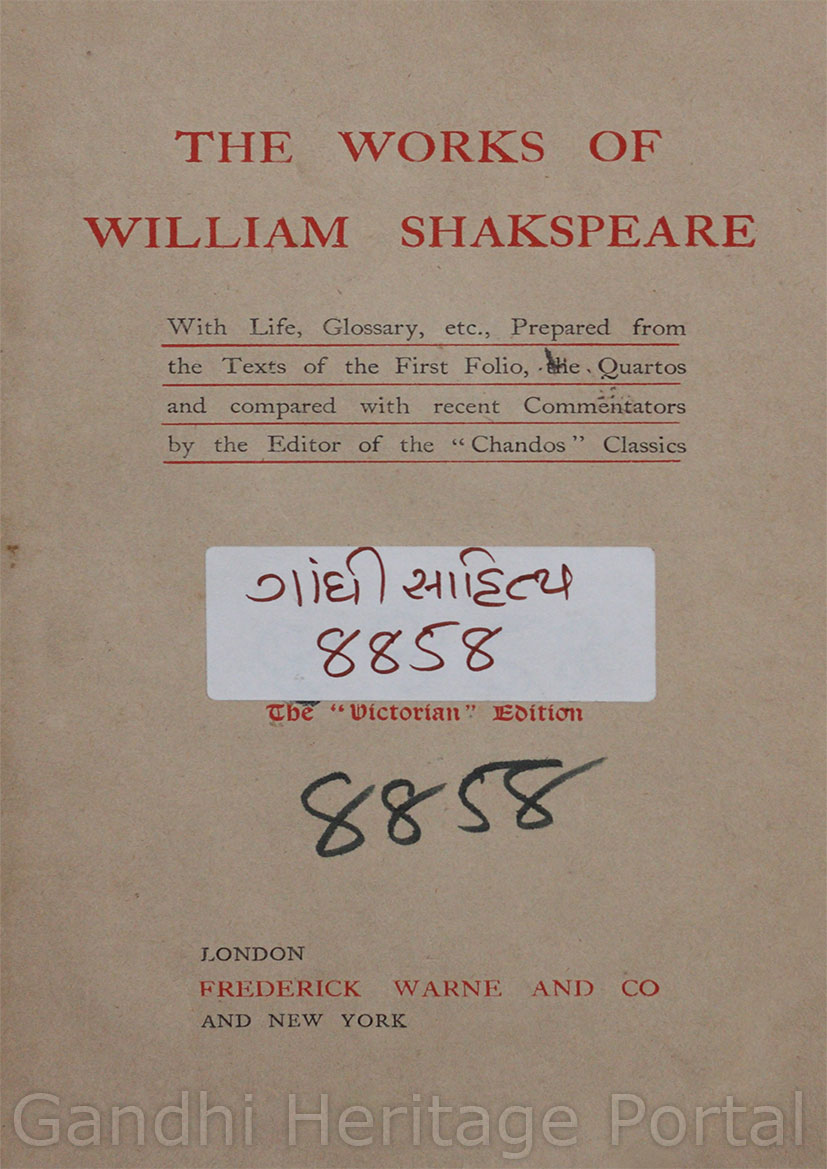 THE WORKS OF
WILLIAM SHAKSPEARE
With Life, Glossary, etc., Prepared from
the Texts of the First Folio, the Quartos
and compared with recent Commentators
by the Editor of the “Chandos” Classics
ગાંધી સાહિત્ય
8858
The “Victorian” Edition
8858
LONDON
FREDERICK WARNE AND CO
AND NEW YORK
Gandhi Heritage Portal